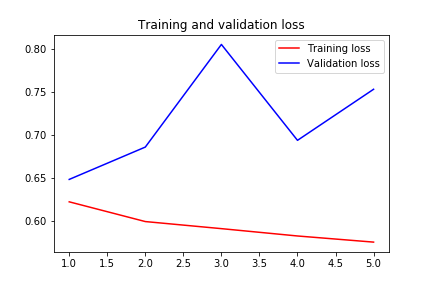 Training and validation loss
Training loss
Validation loss
0.80
0.75
0.70
0.65
0.60
1.0 1.5 2.0 2.5 3.0 3.5 4.0 4.5 5.0